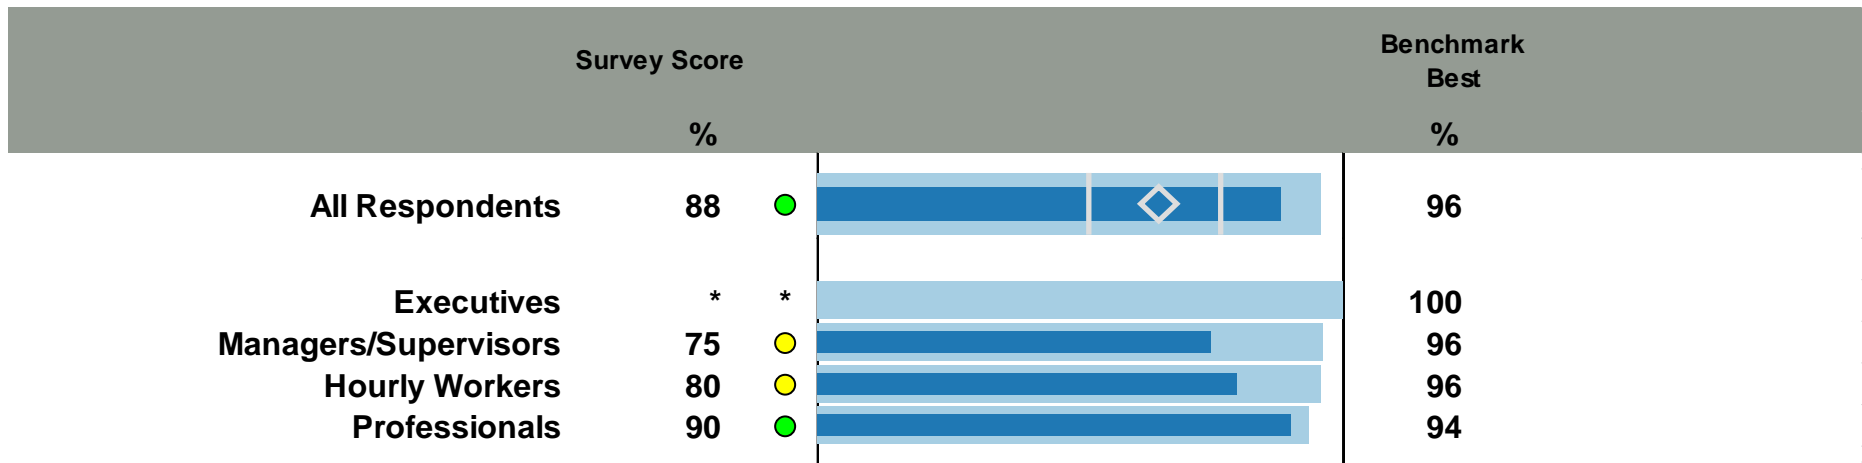 Survey Score
Benchmark
Best
%
%
All Respondents 88 96
Executives * * 100
Managers/Supervisors 75 96
Hourly Workers 80 96
Professionals 90 94